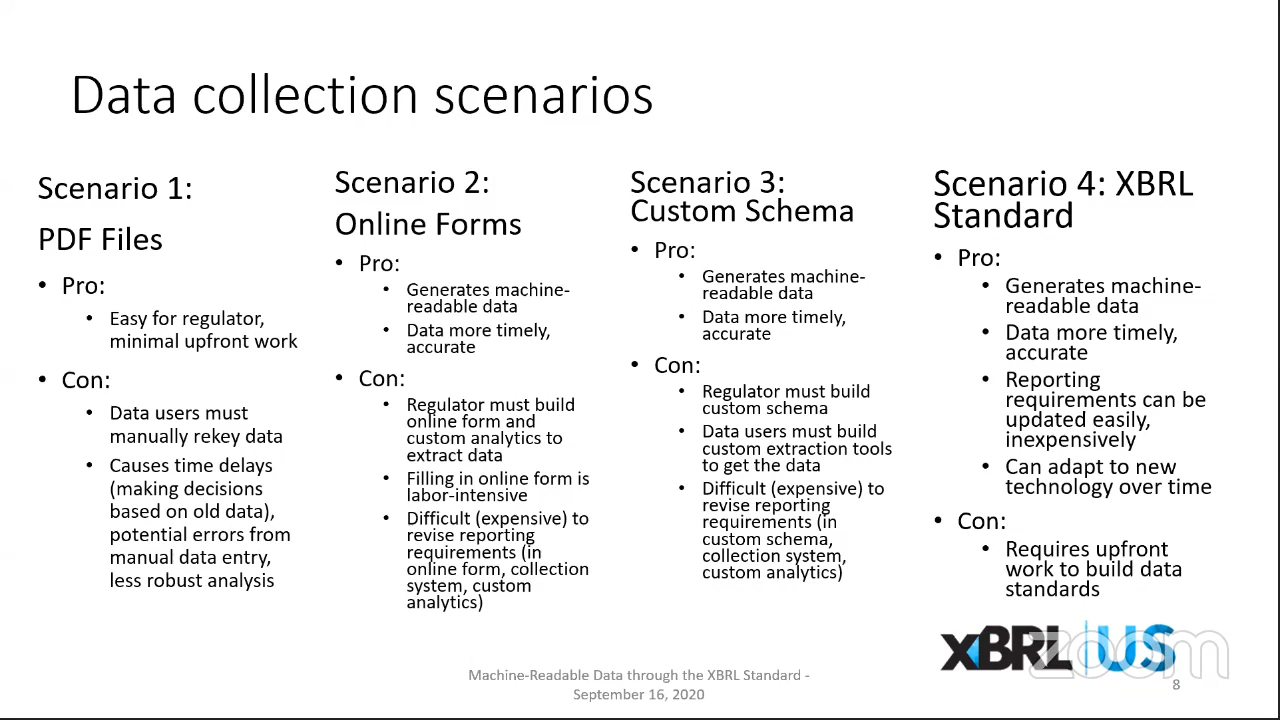 Data collection scenarios
Scenario 1:
PDF Files
• Pro:
• Easy for regulator,
minimal upfront work
• Con:
• Data users must
manually rekey data
• Causes time delays
(making decisions
based on old data),
potential errors from
manual data entry,
less robust analysis
Scenario 2:
Online Forms
• Pro:
• Generates machine-
readable data
• Data more timely,
accurate
• Con:
• Regulator must build
online form and
custom analytics to
extract data
• Filling in online form is
labor-intensive
• Difficult (expensive) to
revise reporting
requirements (in
online form, collection
system, custom
analytics)
Scenario 3:
Custom Schema
• Pro:
• Generates machine-
readable data
• Data more timely,
accurate
• Con:
• Regulator must build
custom schema
• Data users must build
custom extraction tools
to get the data
• Difficult (expensive) to
revise reporting
requirements (in
custom schema,
collection system,
custom analytics)
Scenario 4: XBRL
Standard
• Pro:
• Generates machine-
readable data
• Data more timely,
accurate
• Reporting
requirements can be
updated easily,
inexpensively
• Can adapt to new
technology over time
• Con:
• Requires upfront
work to build data
standards
XBRL US
zoom
Machine-Readable Data through the XBRL Standard -
September 16, 2020
8